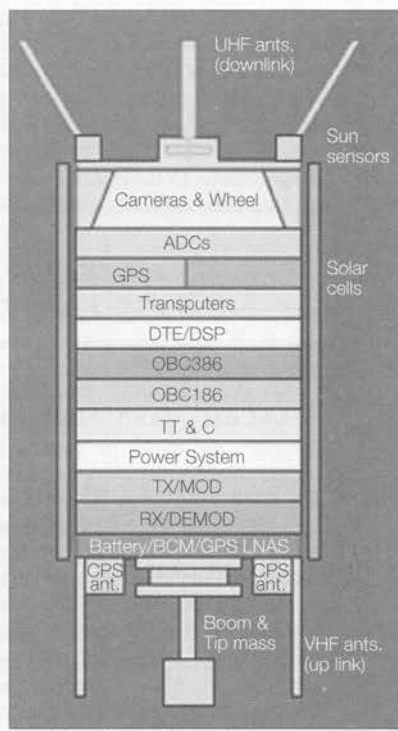 UHF ants.
(downlink)
Sun
sensors
Cameras & Wheel
ADCs
GPS
Solar
cells
Transputers
DTE/DSP
OBC386
OBC186
TT & C
Power System
TX/MOD
RX/DEMOD
Battery/BCM/GPS LNAS
CPS
ant.
CPS
ant.
Boom &
Tip mass
VHF ants.
(up link)